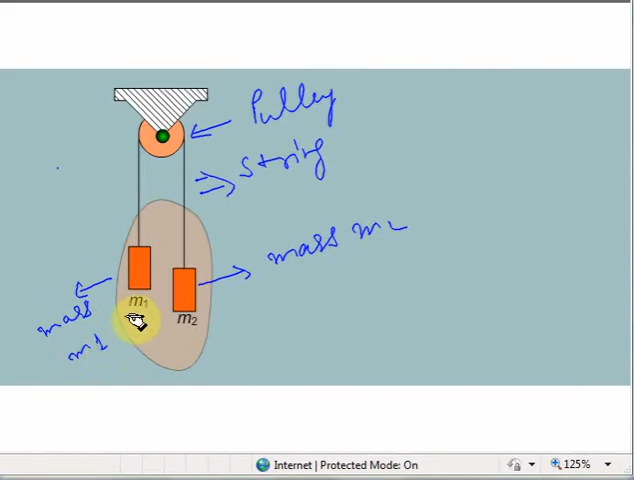 Pulley
string
mass m2
m1
m2
mass
m1
Internet | Protected Mode: On
125%